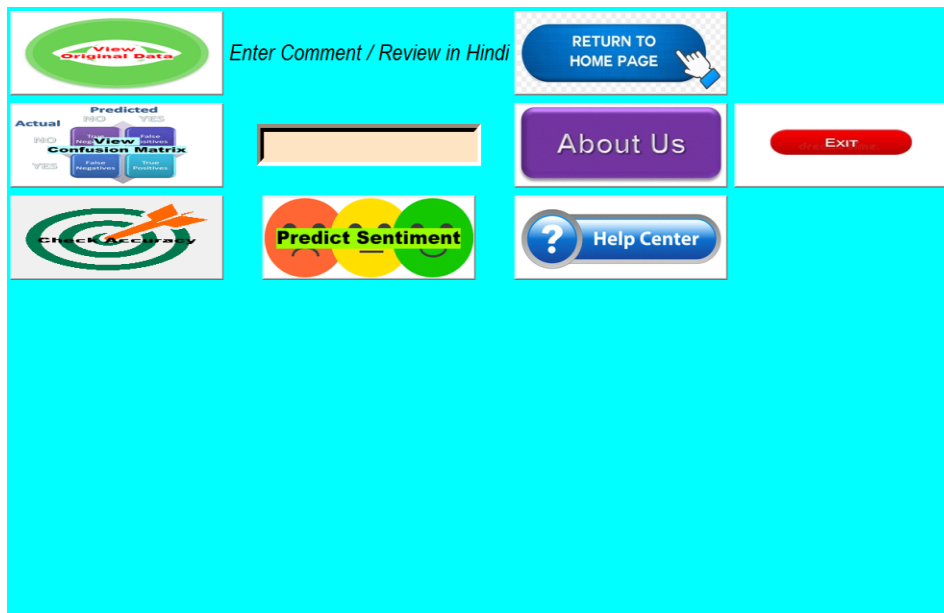 View
Original Data
Enter Comment / Review in Hindi
RETURN TO
HOME PAGE
Predicted
NO YES
Actual
NO
View
Confusion Matrix
YES
False
Negatives
True
Positives
About Us
EXIT
Check Accuracy
Predict Sentiment
? Help Center